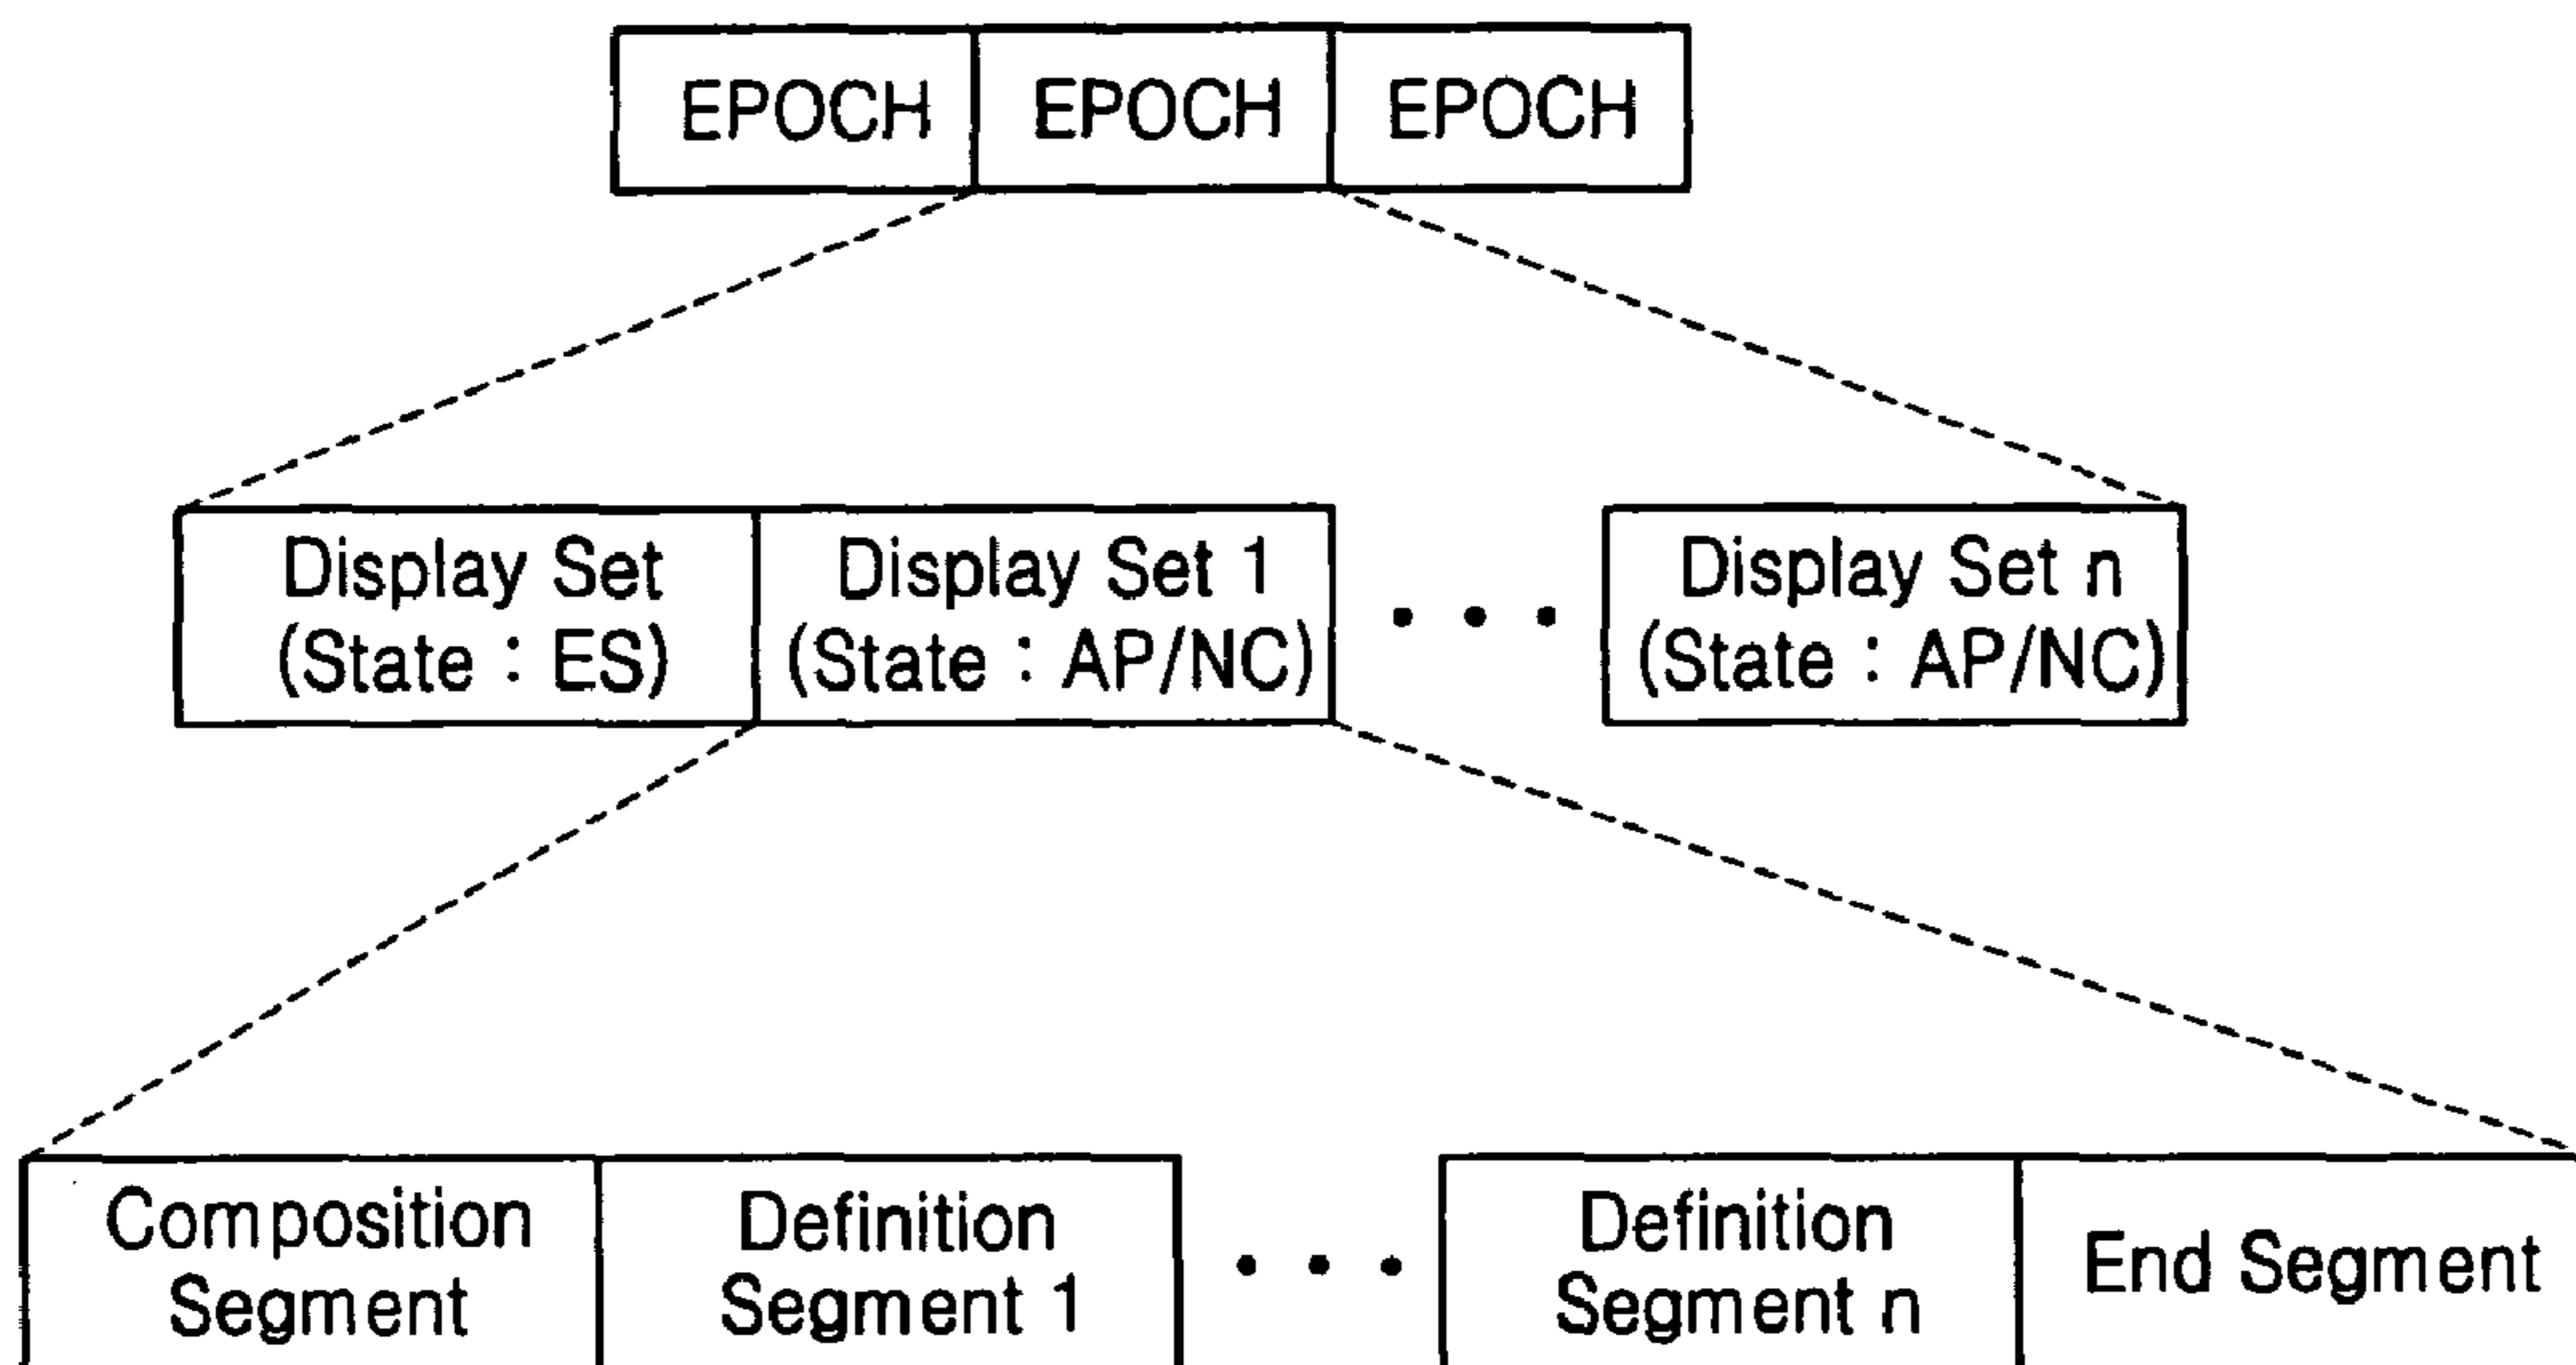 EPOCH EPOCH EPOCH
Display Set
(State : ES)
Display Set 1
(State : AP/NC)
• • •
Display Set n
(State : AP/NC)
Composition
Segment
Definition
Segment 1
• • •
Definition
Segment n
End Segment